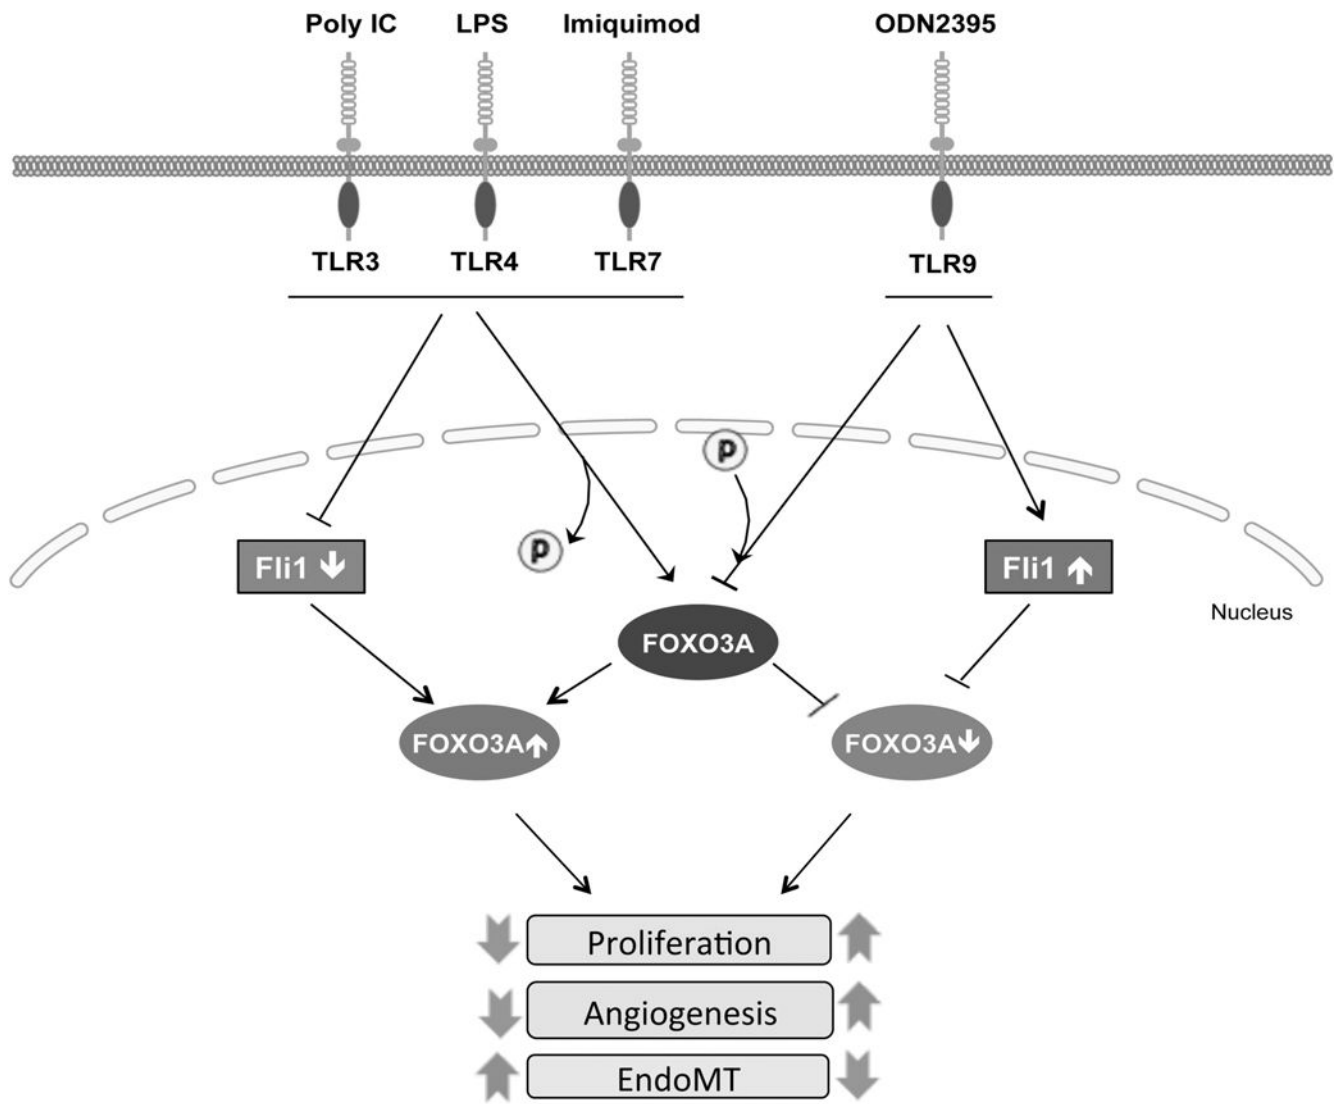 Poly IC
LPS
Imiquimod
ODN2395
TLR3
TLR4
TLR7
TLR9
P
P
Fli1
Fli1
Nucleus
FOXO3A
FOXO3A
FOXO3A
Proliferation
Angiogenesis
EndoMT